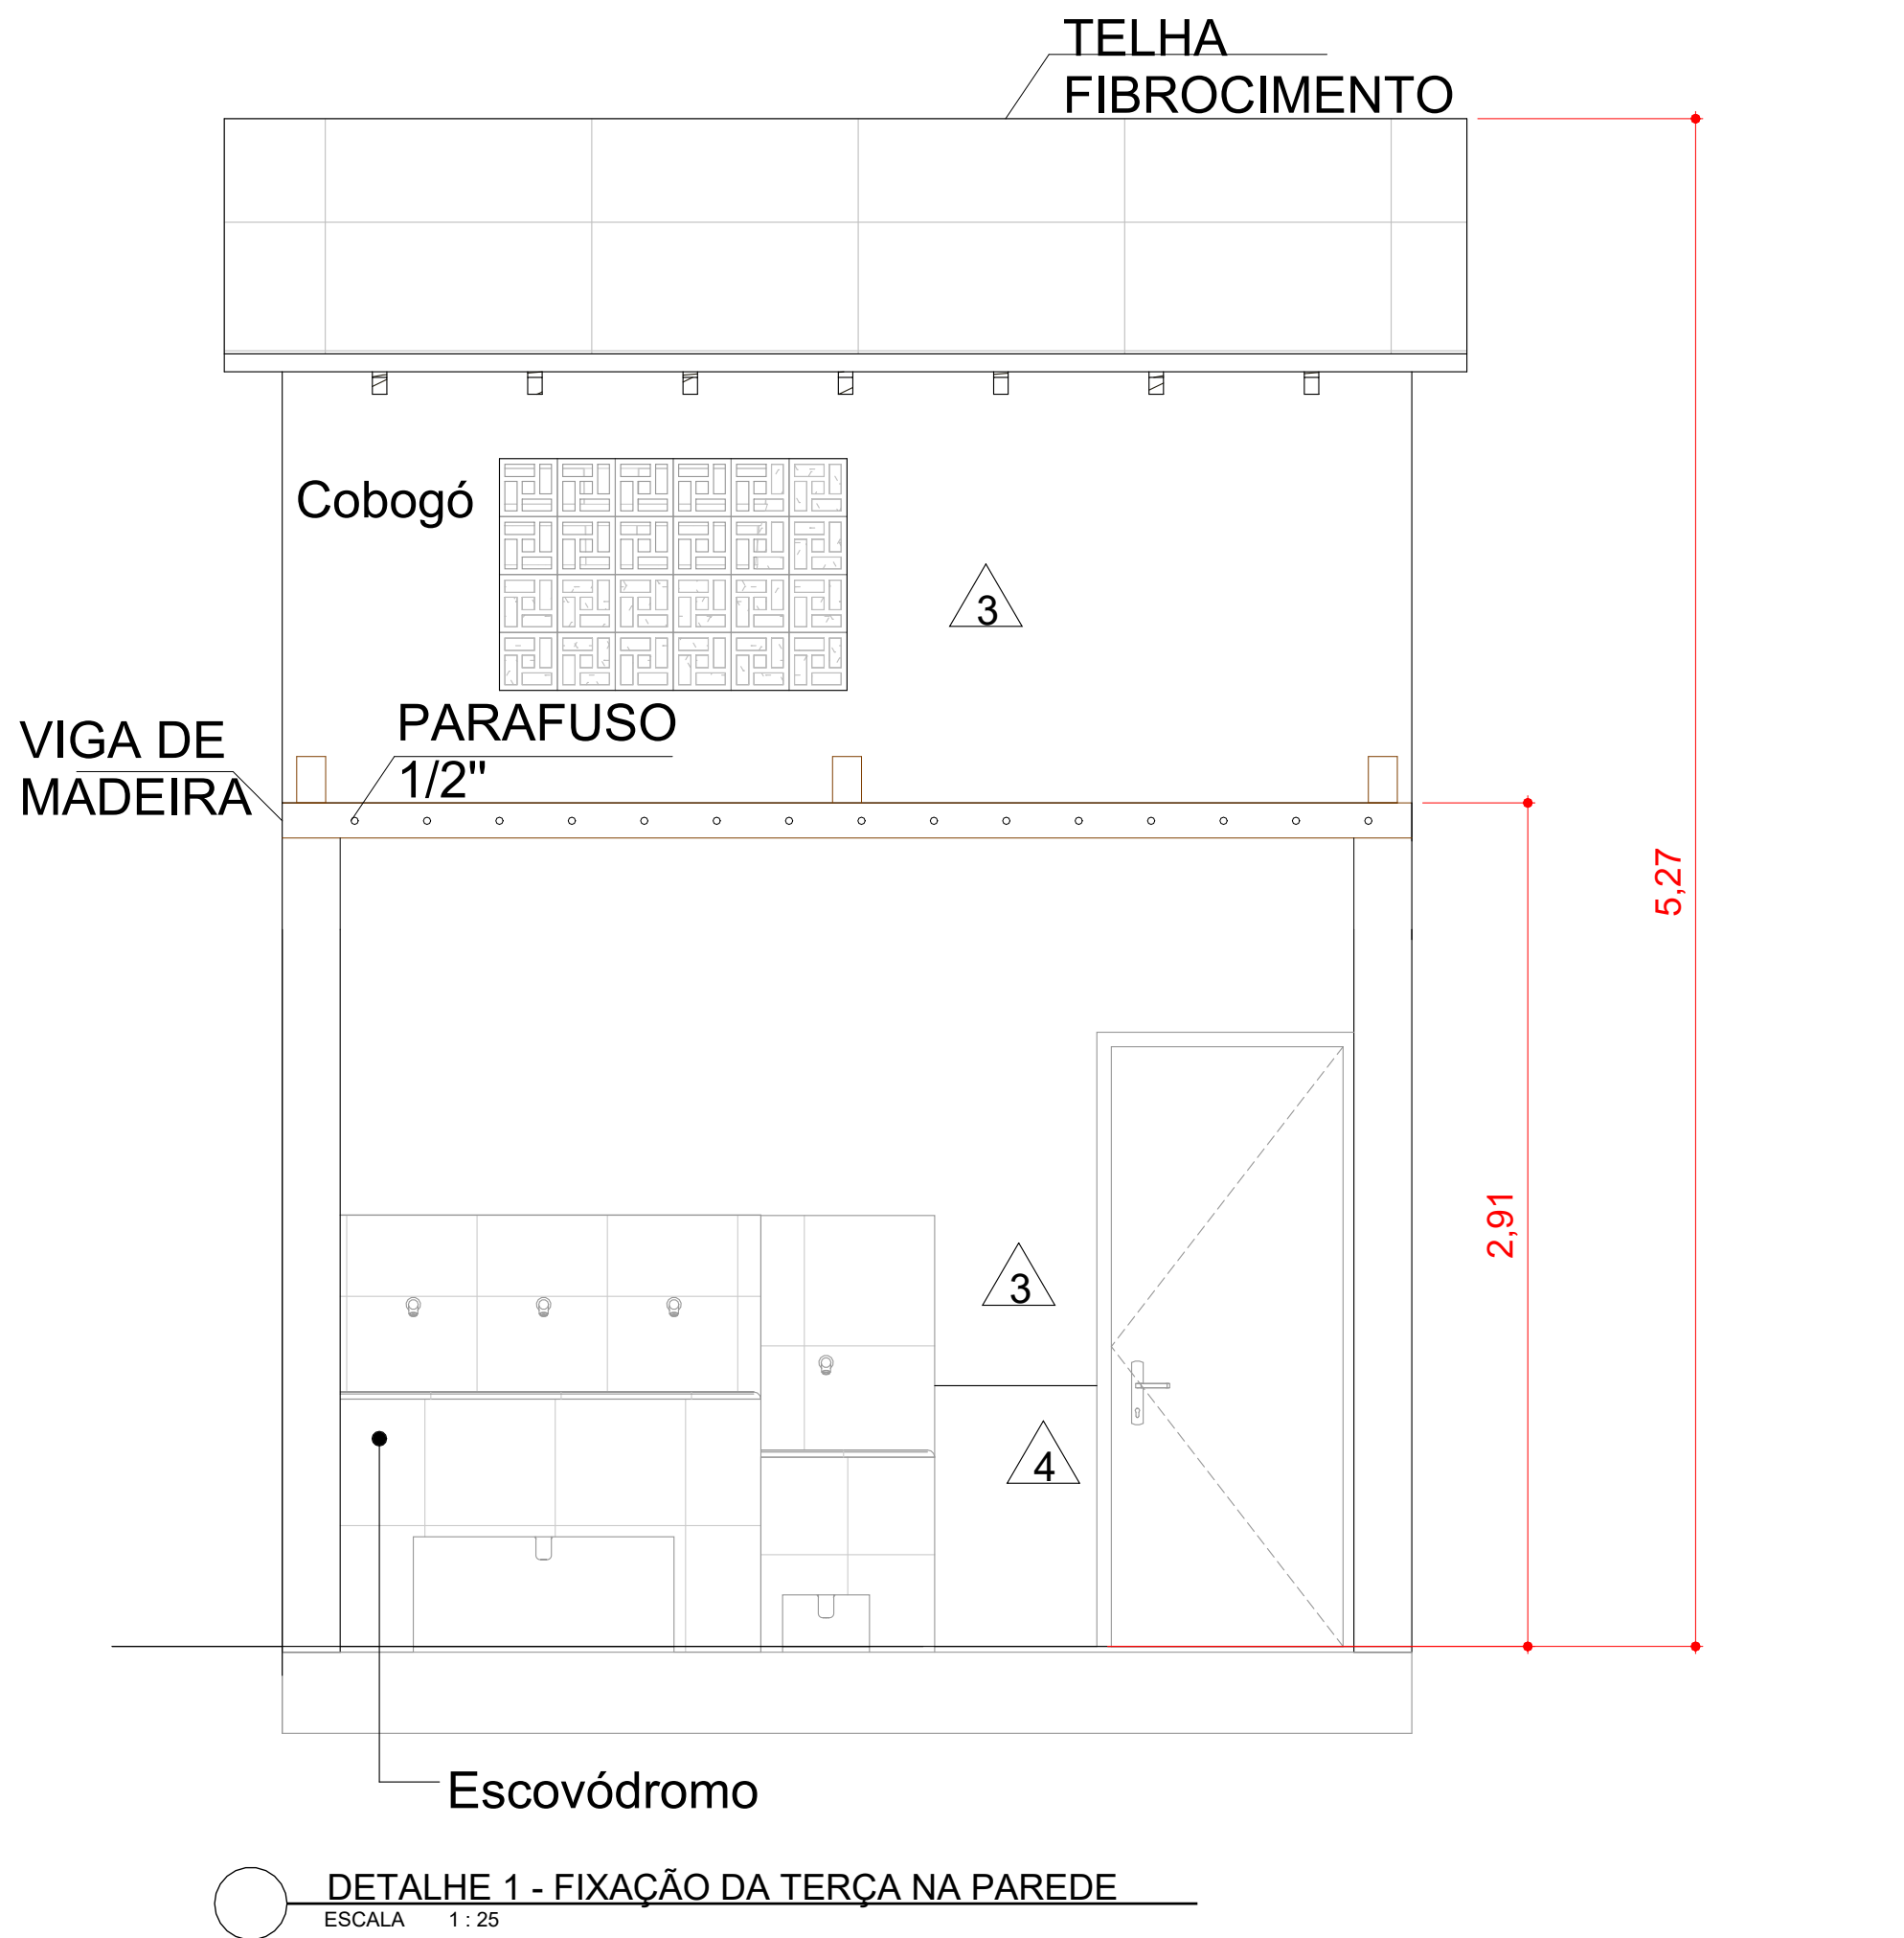 TELHA
FIBROCIMENTO
Cobogó
3
VIGA DE
MADEIRA
PARAFUSO
1/2"
5,27
2,91
3
4
Escovódromo
DETALHE 1 - FIXAÇÃO DA TERÇA NA PAREDE
ESCALA 1 : 25